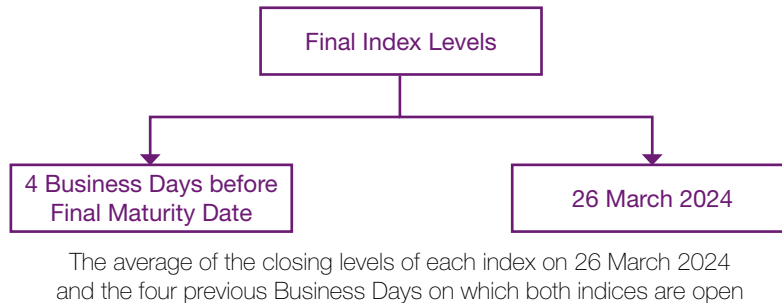 Final Index Levels
4 Business Days before
Final Maturity Date
26 March 2024
The average of the closing levels of each index on 26 March 2024
and the four previous Business Days on which both indices are open